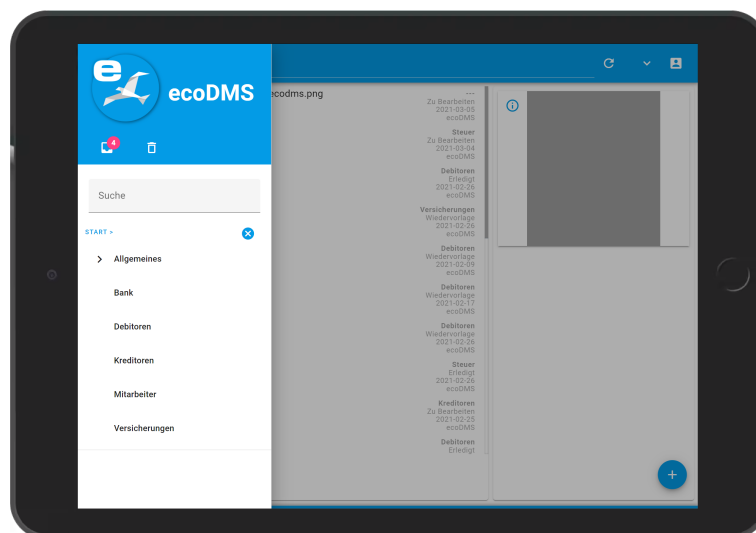 e
ecoDMS
4
Suche
START >
Allgemeines
Bank
Debitoren
Kreditoren
Mitarbeiter
Versicherungen
ecodms.png
---
Zu Bearbeiten
2021-03-05
ecoDMS
Steuer
Zu Bearbeiten
2021-03-04
ecoDMS
Debitoren
Erledigt
2021-02-26
ecoDMS
Versicherungen
Wiedervorlage
2021-02-26
ecoDMS
Debitoren
Wiedervorlage
2021-02-09
ecoDMS
Debitoren
Wiedervorlage
2021-02-17
ecoDMS
Debitoren
Wiedervorlage
2021-02-26
ecoDMS
Steuer
Erledigt
2021-02-26
ecoDMS
Kreditoren
Zu Bearbeiten
2021-02-25
ecoDMS
Debitoren
Erledigt